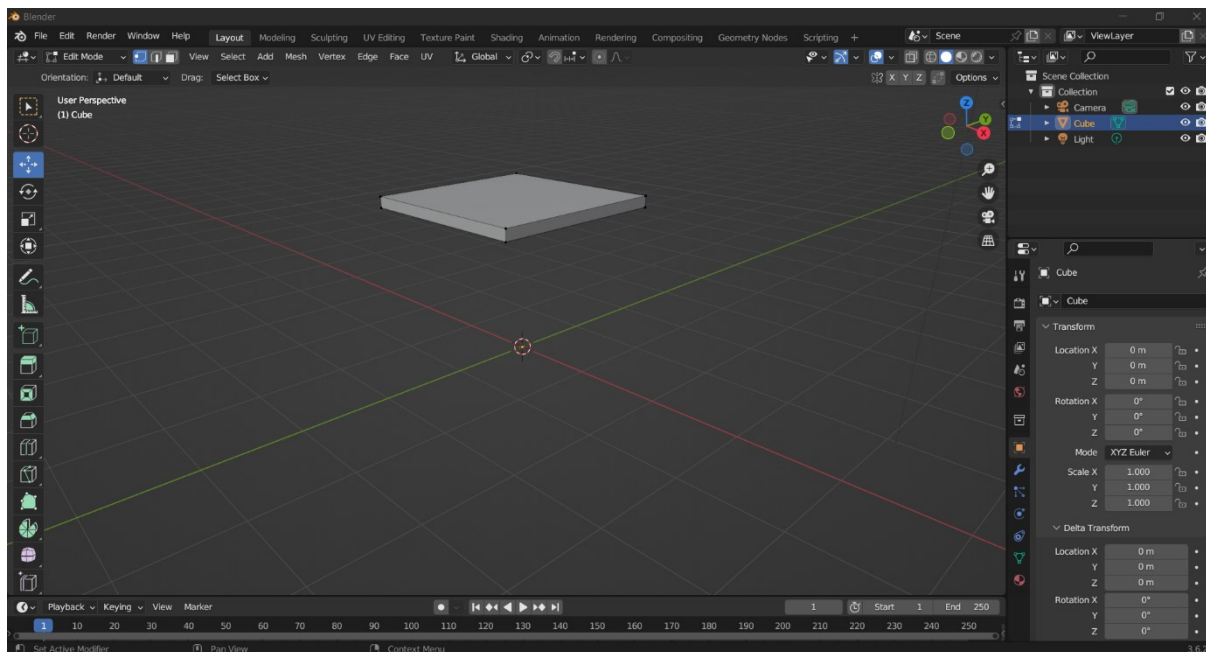 Blender
File Edit Render Window Help Layout Modeling Sculpting UV Editing Texture Paint Shading Animation Rendering Compositing Geometry Nodes Scripting + Scene ViewLayer
Edit Mode View Select Add Mesh Vertex Edge Face UV Global
Orientation: Default Drag: Select Box X Y Z Options
User Perspective
(1) Cube
Z
Y
X
Scene Collection
Collection
Camera
Cube
Light
Cube
Cube
Transform
Location X 0 m
Y 0 m
Z 0 m
Rotation X 0°
Y 0°
Z 0°
Mode XYZ Euler
Scale X 1.000
Y 1.000
Z 1.000
Delta Transform
Location X 0 m
Y 0 m
Z 0 m
Rotation X 0°
Y 0°
Z 0°
Playback Keying View Marker 1 Start 1 End 250
1 10 20 30 40 50 60 70 80 90 100 110 120 130 140 150 160 170 180 190 200 210 220 230 240 250
Set Active Modifier Pan View Context Menu 3.6.2